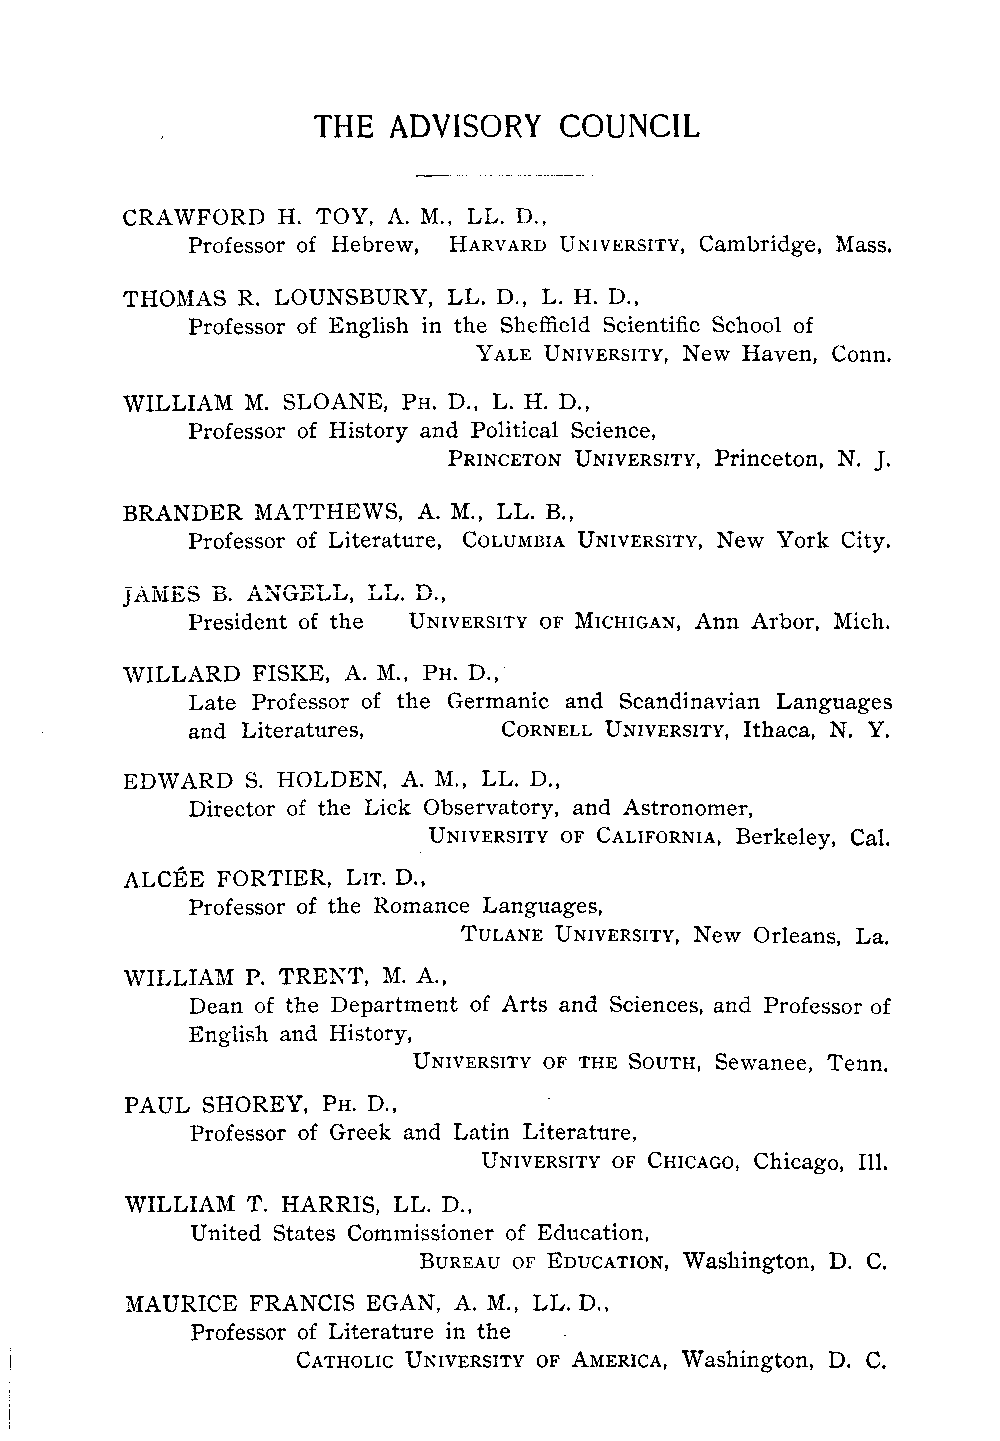 THE ADVISORY COUNCIL
CRAWFORD H. TOY, A. M., LL. D.,
Professor of Hebrew, HARVARD UNIVERSITY, Cambridge, Mass.
THOMAS R. LOUNSBURY, LL. D., L. H. D.,
Professor of English in the Sheffield Scientific School of
YALE UNIVERSITY, New Haven, Conn.
WILLIAM M. SLOANE, PH. D., L. H. D.,
Professor of History and Political Science,
PRINCETON UNIVERSITY, Princeton, N. J.
BRANDER MATTHEWS, A. M., LL. B.,
Professor of Literature, COLUMBIA UNIVERSITY, New York City.
JAMES B. ANGELL, LL. D.,
President of the UNIVERSITY OF MICHIGAN, Ann Arbor, Mich.
WILLARD FISKE, A. M., PH. D.,
Late Professor of the Germanic and Scandinavian Languages
and Literatures, CORNELL UNIVERSITY, Ithaca, N. Y.
EDWARD S. HOLDEN, A. M., LL. D.,
Director of the Lick Observatory, and Astronomer,
UNIVERSITY OF CALIFORNIA, Berkeley, Cal.
ALCÉE FORTIER, LIT. D.,
Professor of the Romance Languages,
TULANE UNIVERSITY, New Orleans, La.
WILLIAM P. TRENT, M. A.,
Dean of the Department of Arts and Sciences, and Professor of
English and History,
UNIVERSITY OF THE SOUTH, Sewanee, Tenn.
PAUL SHOREY, PH. D.,
Professor of Greek and Latin Literature,
UNIVERSITY OF CHICAGO, Chicago, Ill.
WILLIAM T. HARRIS, LL. D.,
United States Commissioner of Education,
BUREAU OF EDUCATION, Washington, D. C.
MAURICE FRANCIS EGAN, A. M., LL. D.,
Professor of Literature in the
CATHOLIC UNIVERSITY OF AMERICA, Washington, D. C.